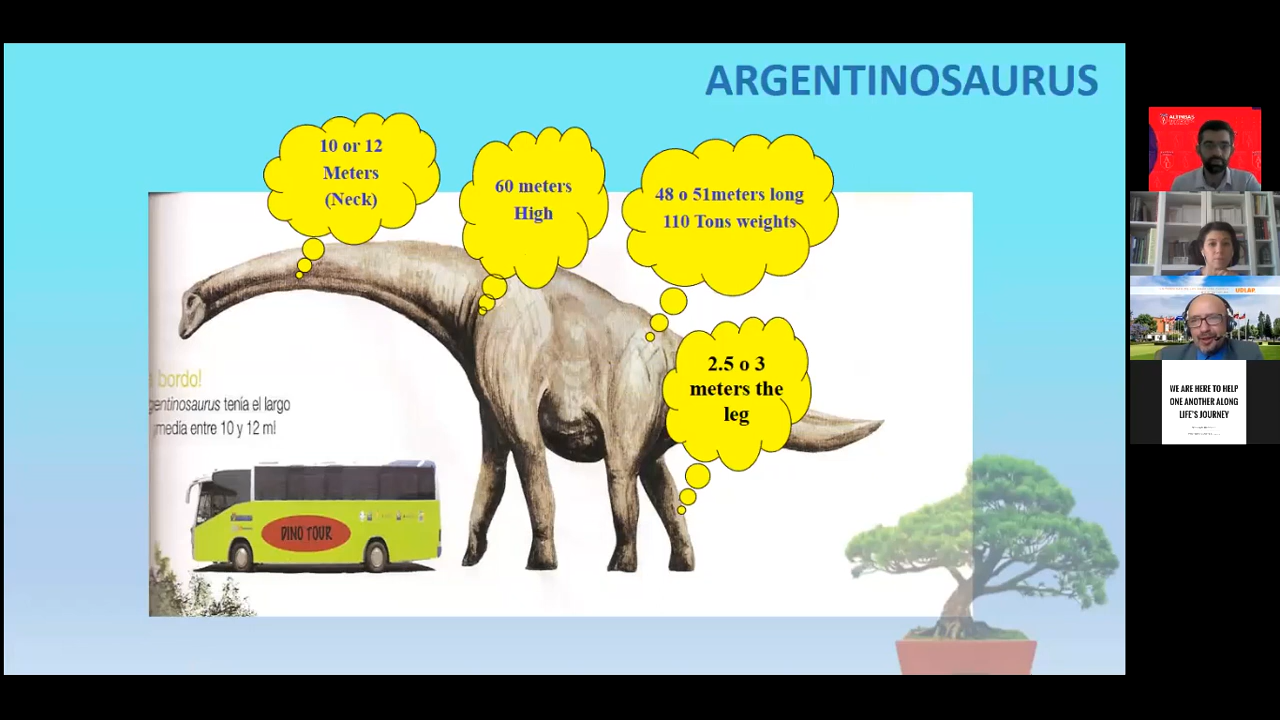 ARGENTINOSAURUS
10 or 12
Meters
(Neck)
60 meters
High
48 o 51meters long
110 Tons weights
2.5 o 3
meters the
leg
bordo!
gentinosaurus tenía el largo
medía entre 10 y 12 m!
DINO TOUR
UDLAP
WE ARE HERE TO HELP
ONE ANOTHER ALONG
LIFE'S JOURNEY